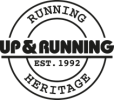 RUNNING
UP & RUNNING
EST. 1992
HERITAGE